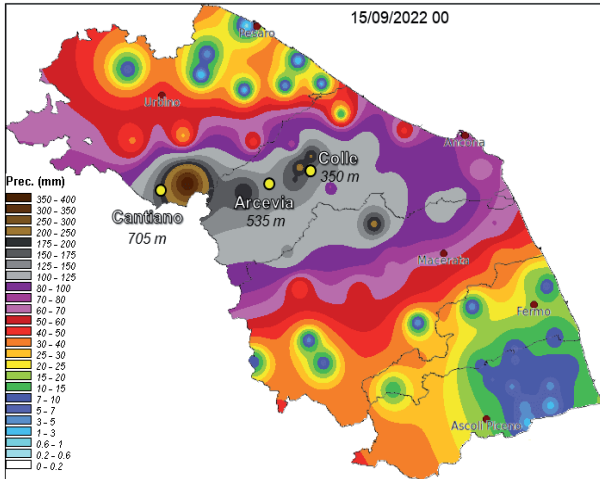 15/09/2022 00
Pesaro
Urbino
Ancona
Colle
350 m
Arcevia
535 m
Cantiano
705 m
Macerata
Fermo
Ascoli Piceno
Prec. (mm)
350 – 400
300 – 350
250 – 300
200 – 250
175 – 200
150 – 175
125 – 150
100 – 125
80 – 100
70 – 80
60 – 70
50 – 60
40 – 50
30 – 40
25 – 30
20 – 25
15 – 20
10 – 15
7 – 10
5 – 7
3 – 5
1 – 3
0.6 – 1
0.2 – 0.6
0 – 0.2